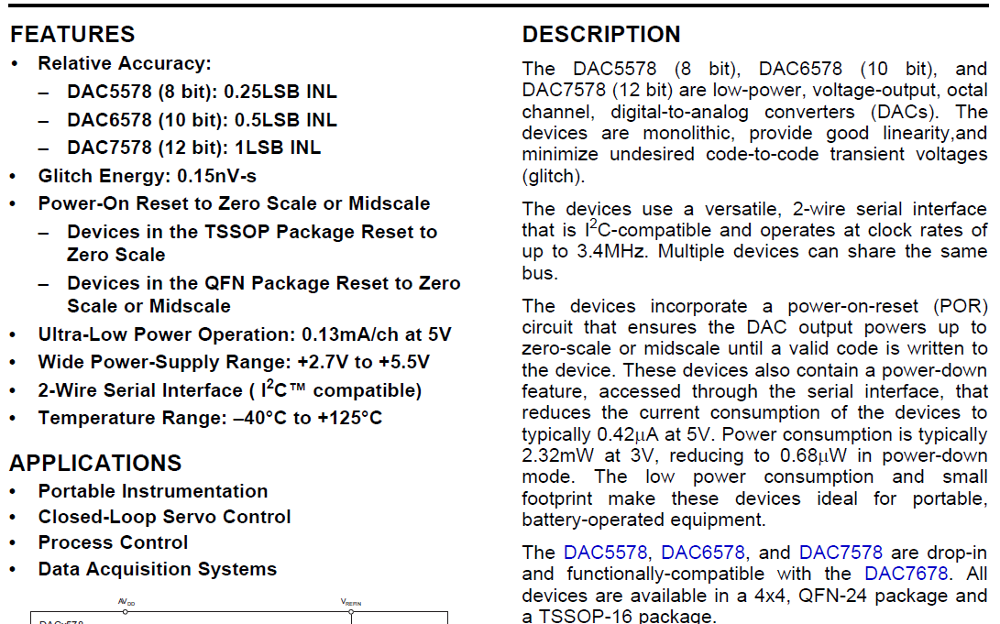 FEATURES
• Relative Accuracy:
– DAC5578 (8 bit): 0.25LSB INL
– DAC6578 (10 bit): 0.5LSB INL
– DAC7578 (12 bit): 1LSB INL
• Glitch Energy: 0.15nV-s
• Power-On Reset to Zero Scale or Midscale
– Devices in the TSSOP Package Reset to
Zero Scale
– Devices in the QFN Package Reset to Zero
Scale or Midscale
• Ultra-Low Power Operation: 0.13mA/ch at 5V
• Wide Power-Supply Range: +2.7V to +5.5V
• 2-Wire Serial Interface ( I²C™ compatible)
• Temperature Range: –40°C to +125°C
APPLICATIONS
• Portable Instrumentation
• Closed-Loop Servo Control
• Process Control
• Data Acquisition Systems
AVDD
VREFIN
DACx578
DESCRIPTION
The DAC5578 (8 bit), DAC6578 (10 bit), and
DAC7578 (12 bit) are low-power, voltage-output, octal
channel, digital-to-analog converters (DACs). The
devices are monolithic, provide good linearity,and
minimize undesired code-to-code transient voltages
(glitch).
The devices use a versatile, 2-wire serial interface
that is I²C-compatible and operates at clock rates of
up to 3.4MHz. Multiple devices can share the same
bus.
The devices incorporate a power-on-reset (POR)
circuit that ensures the DAC output powers up to
zero-scale or midscale until a valid code is written to
the device. These devices also contain a power-down
feature, accessed through the serial interface, that
reduces the current consumption of the devices to
typically 0.42μA at 5V. Power consumption is typically
2.32mW at 3V, reducing to 0.68μW in power-down
mode. The low power consumption and small
footprint make these devices ideal for portable,
battery-operated equipment.
The DAC5578, DAC6578, and DAC7578 are drop-in
and functionally-compatible with the DAC7678. All
devices are available in a 4x4, QFN-24 package and
a TSSOP-16 package.